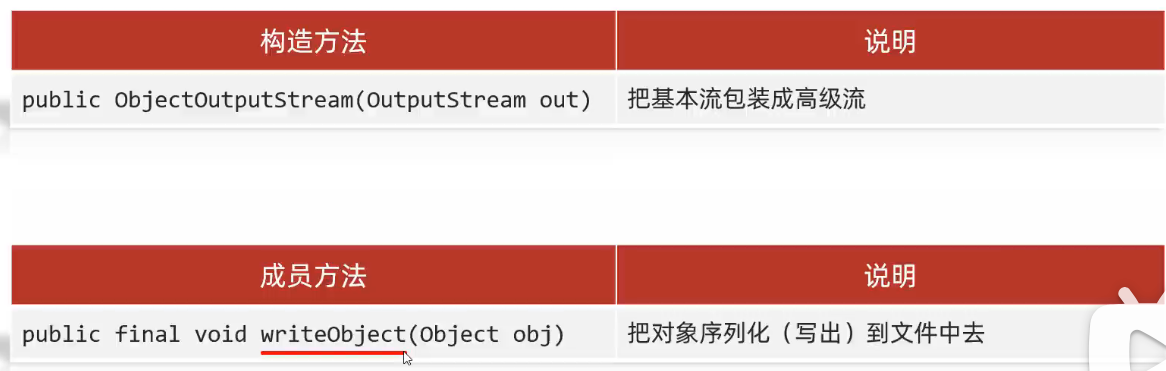 构造方法 说明
public ObjectOutputStream(OutputStream out) 把基本流包装成高级流
成员方法 说明
public final void writeObject(Object obj) 把对象序列化（写出）到文件中去